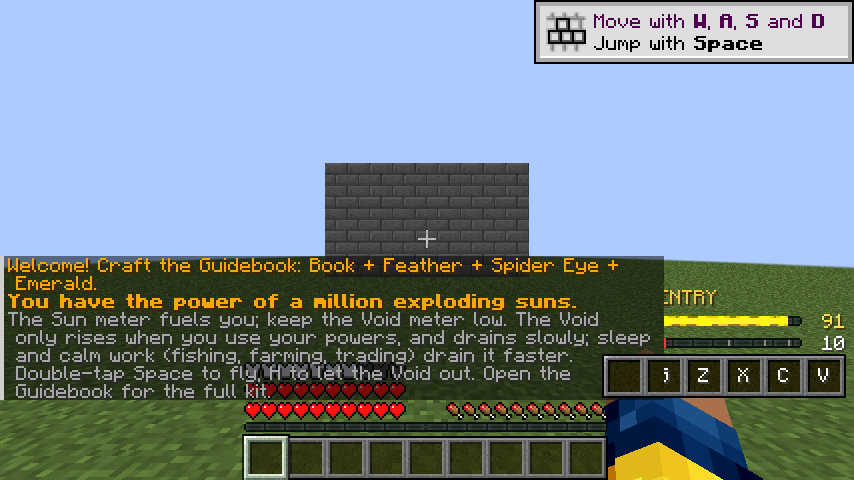 Move with W, A, S and D
Jump with Space
Welcome! Craft the Guidebook: Book + Feather + Spider Eye +
Emerald.
You have the power of a million exploding suns.
The Sun meter fuels you; keep the Void meter low. The Void
only rises when you use your powers, and drains slowly; sleep
and calm work (fishing, farming, trading) drain it faster.
Double-tap Space to fly, H to let the Void out. Open the
Guidebook for the full kit.
ENTRY
91
10
Z X C V